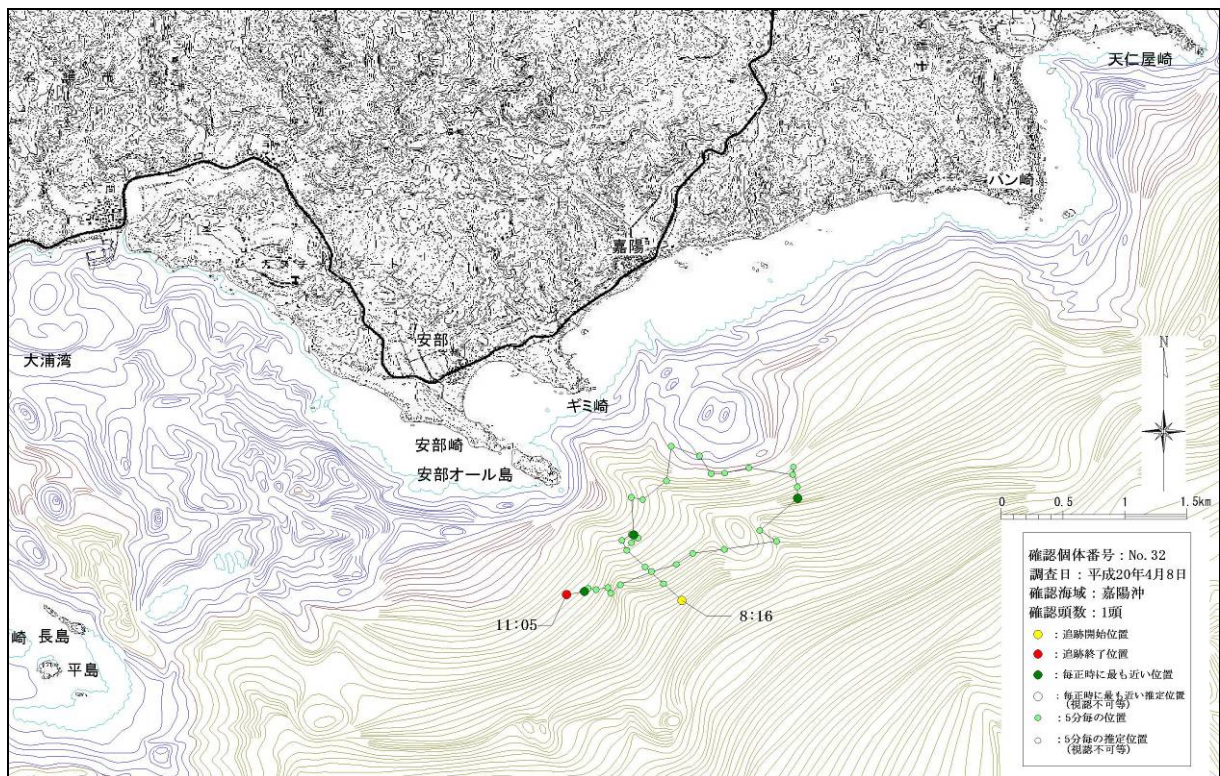 天仁屋崎
バン崎
嘉陽
安部
大浦湾
ギミ崎
安部崎
安部オール島
N
0 0.5 1 1.5km
長島
崎
平島
11:05
8:16
確認個体番号：No. 32
調査日：平成20年4月8日
確認海域：嘉陽沖
確認頭数：1頭
：追跡開始位置
：追跡終了位置
：毎正時に最も近い位置
：毎正時に最も近い推定位置
(視認不可等)
：5分毎の位置
：5分毎の推定位置
(視認不可等)